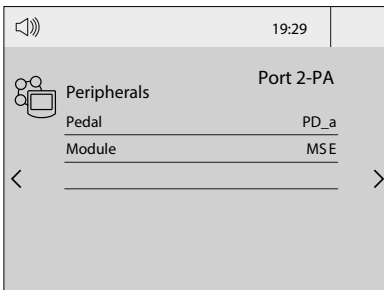 19:29
Port 2-PA
Peripherals
Pedal PD_a
Module MSE